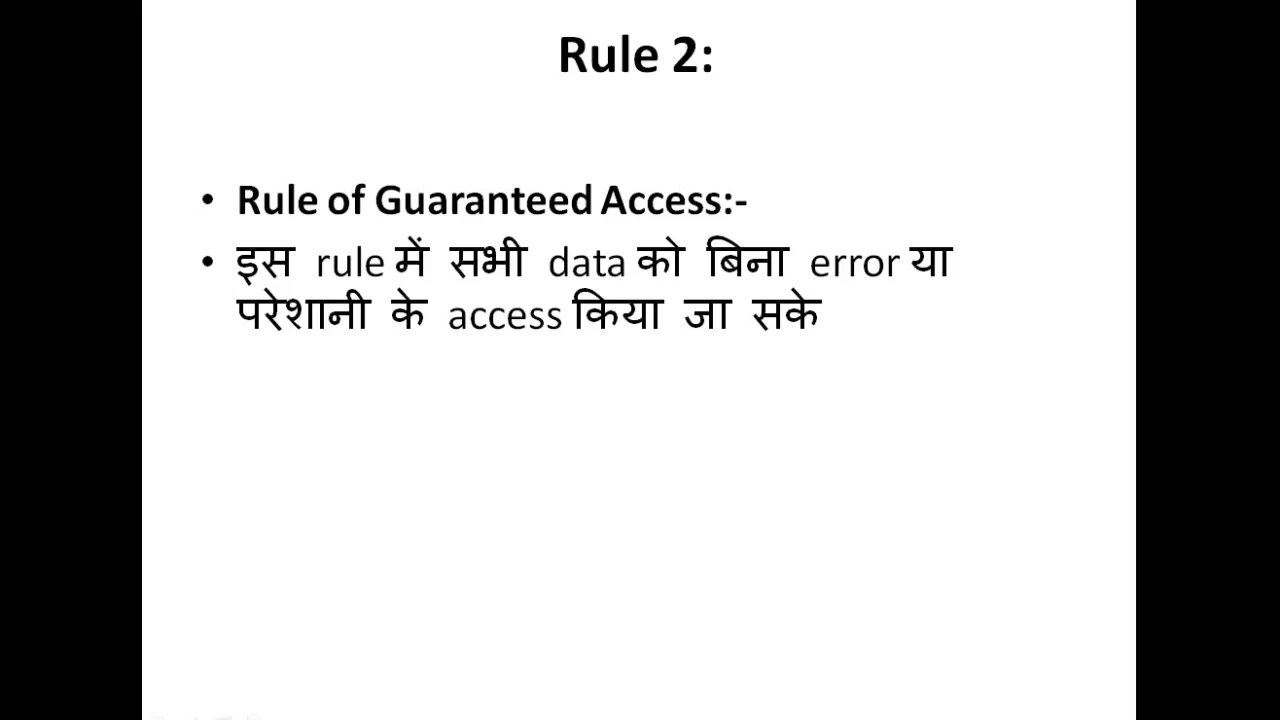 Rule 2:
• Rule of Guaranteed Access:-
• इस rule में सभी data को बिना error या
परेशानी के access किया जा सके